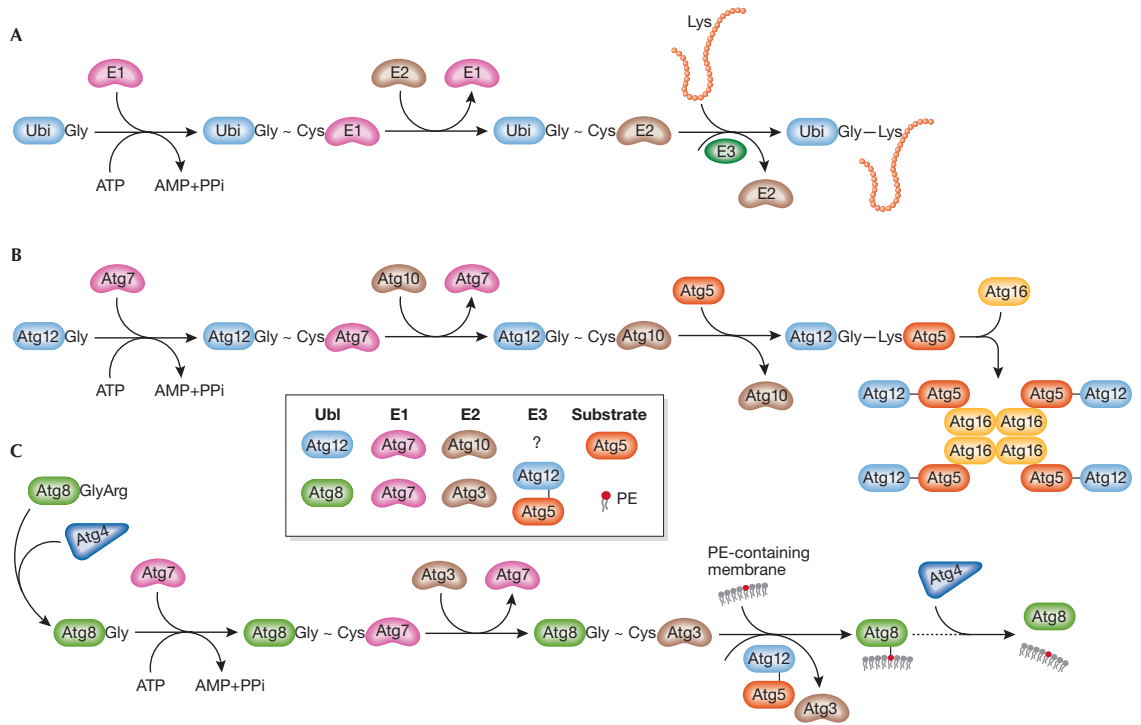 A
Lys
E1
E2
E1
Ubi Gly
Ubi Gly ~ Cys E1
Ubi Gly ~ Cys E2
E3
Ubi Gly — Lys
ATP
AMP+PPi
E2
B
Atg7
Atg10
Atg7
Atg5
Atg16
Atg12 Gly
Atg12 Gly ~ Cys Atg7
Atg12 Gly ~ Cys Atg10
Atg12 Gly — Lys Atg5
ATP
AMP+PPi
Atg10
Atg12 Atg5
Atg5 Atg12
Atg16 Atg16
Atg16 Atg16
Atg12 Atg5
Atg5 Atg12
Ubl E1 E2 E3 Substrate
Atg12 Atg7 Atg10 ? Atg5
Atg8 Atg7 Atg3 Atg12 Atg5 PE
C
Atg8 GlyArg
Atg4
Atg7
Atg3
Atg7
PE-containing
membrane
Atg4
Atg8 Gly
Atg8 Gly ~ Cys Atg7
Atg8 Gly ~ Cys Atg3
Atg8
Atg8
ATP
AMP+PPi
Atg12
Atg5
Atg3